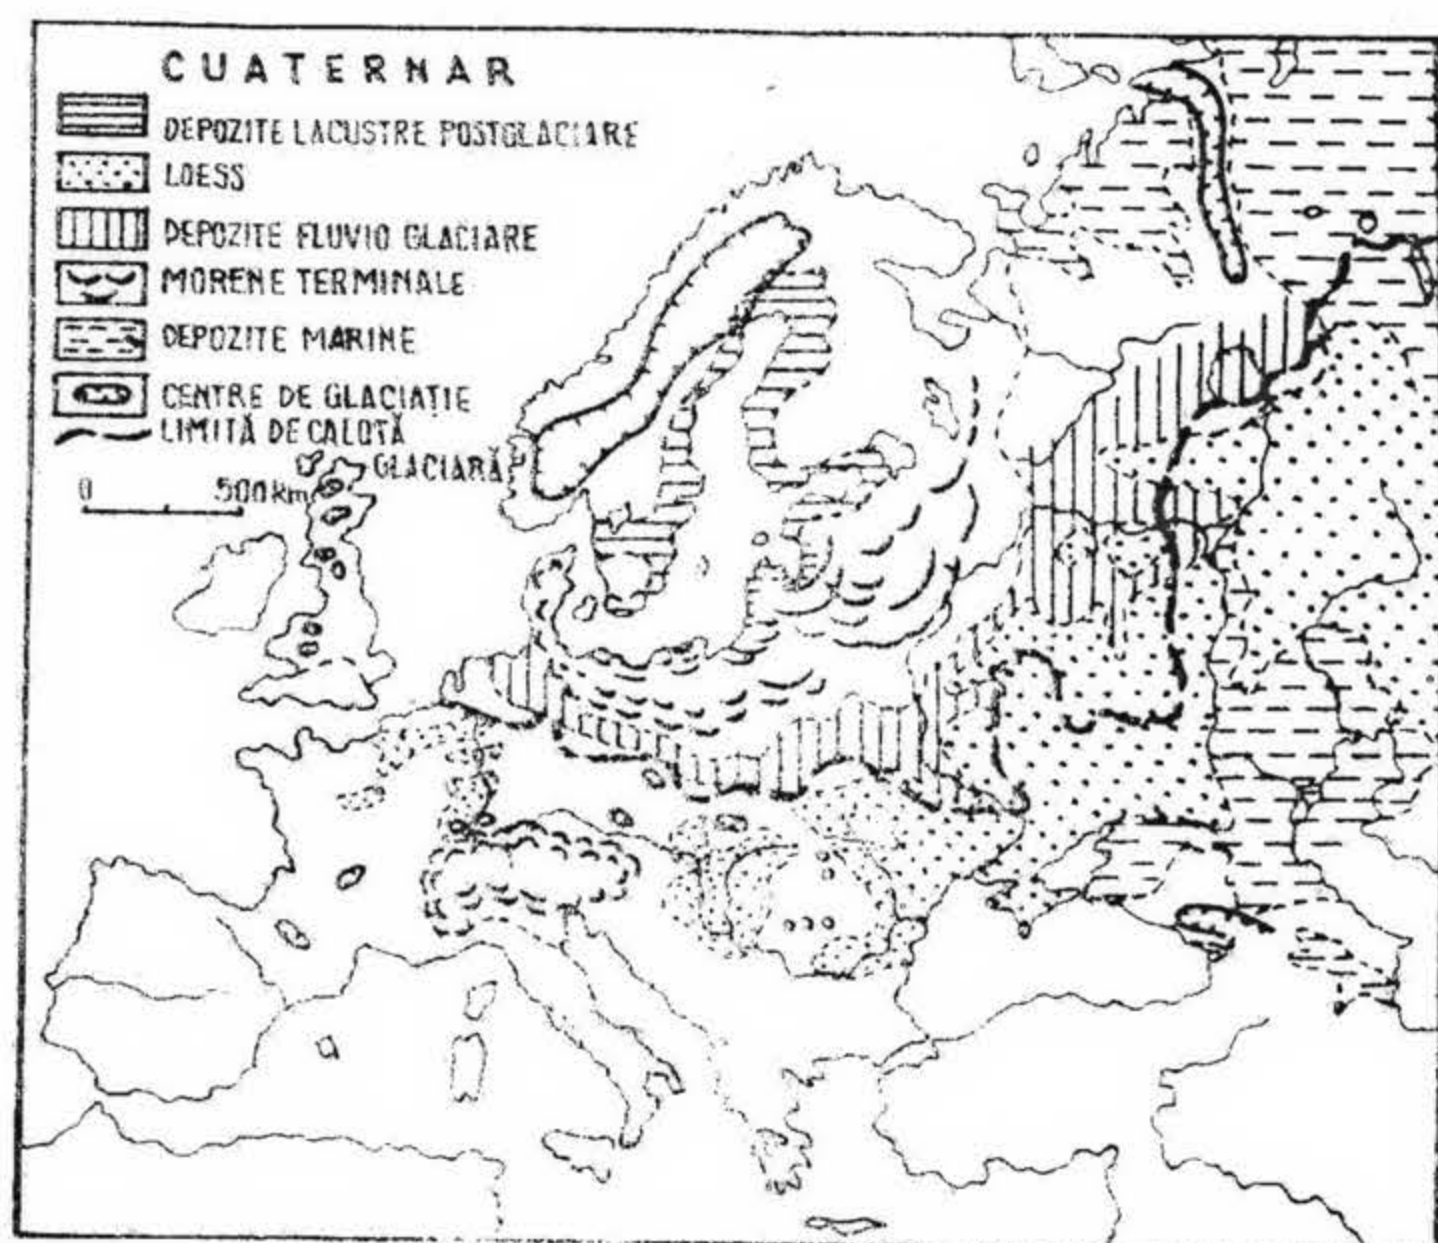 CUATERNAR
DEPOZITE LACUSTRE POSTGLACIARE
LOESS
DEPOZITE FLUVIO GLACIARE
MORENE TERMINALE
DEPOZITE MARINE
CENTRE DE GLACIAȚIE
LIMITĂ DE CALOTĂ
GLACIARĂ
0 500km